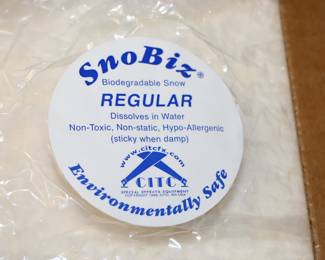 SnoBiz®
Biodegradable Snow
REGULAR
Dissolves in Water
Non-Toxic, Non-static, Hypo-Allergenic
(sticky when damp)
www.citcfx.com
CITC
SPECIAL EFFECTS EQUIPMENT
Environmentally Safe